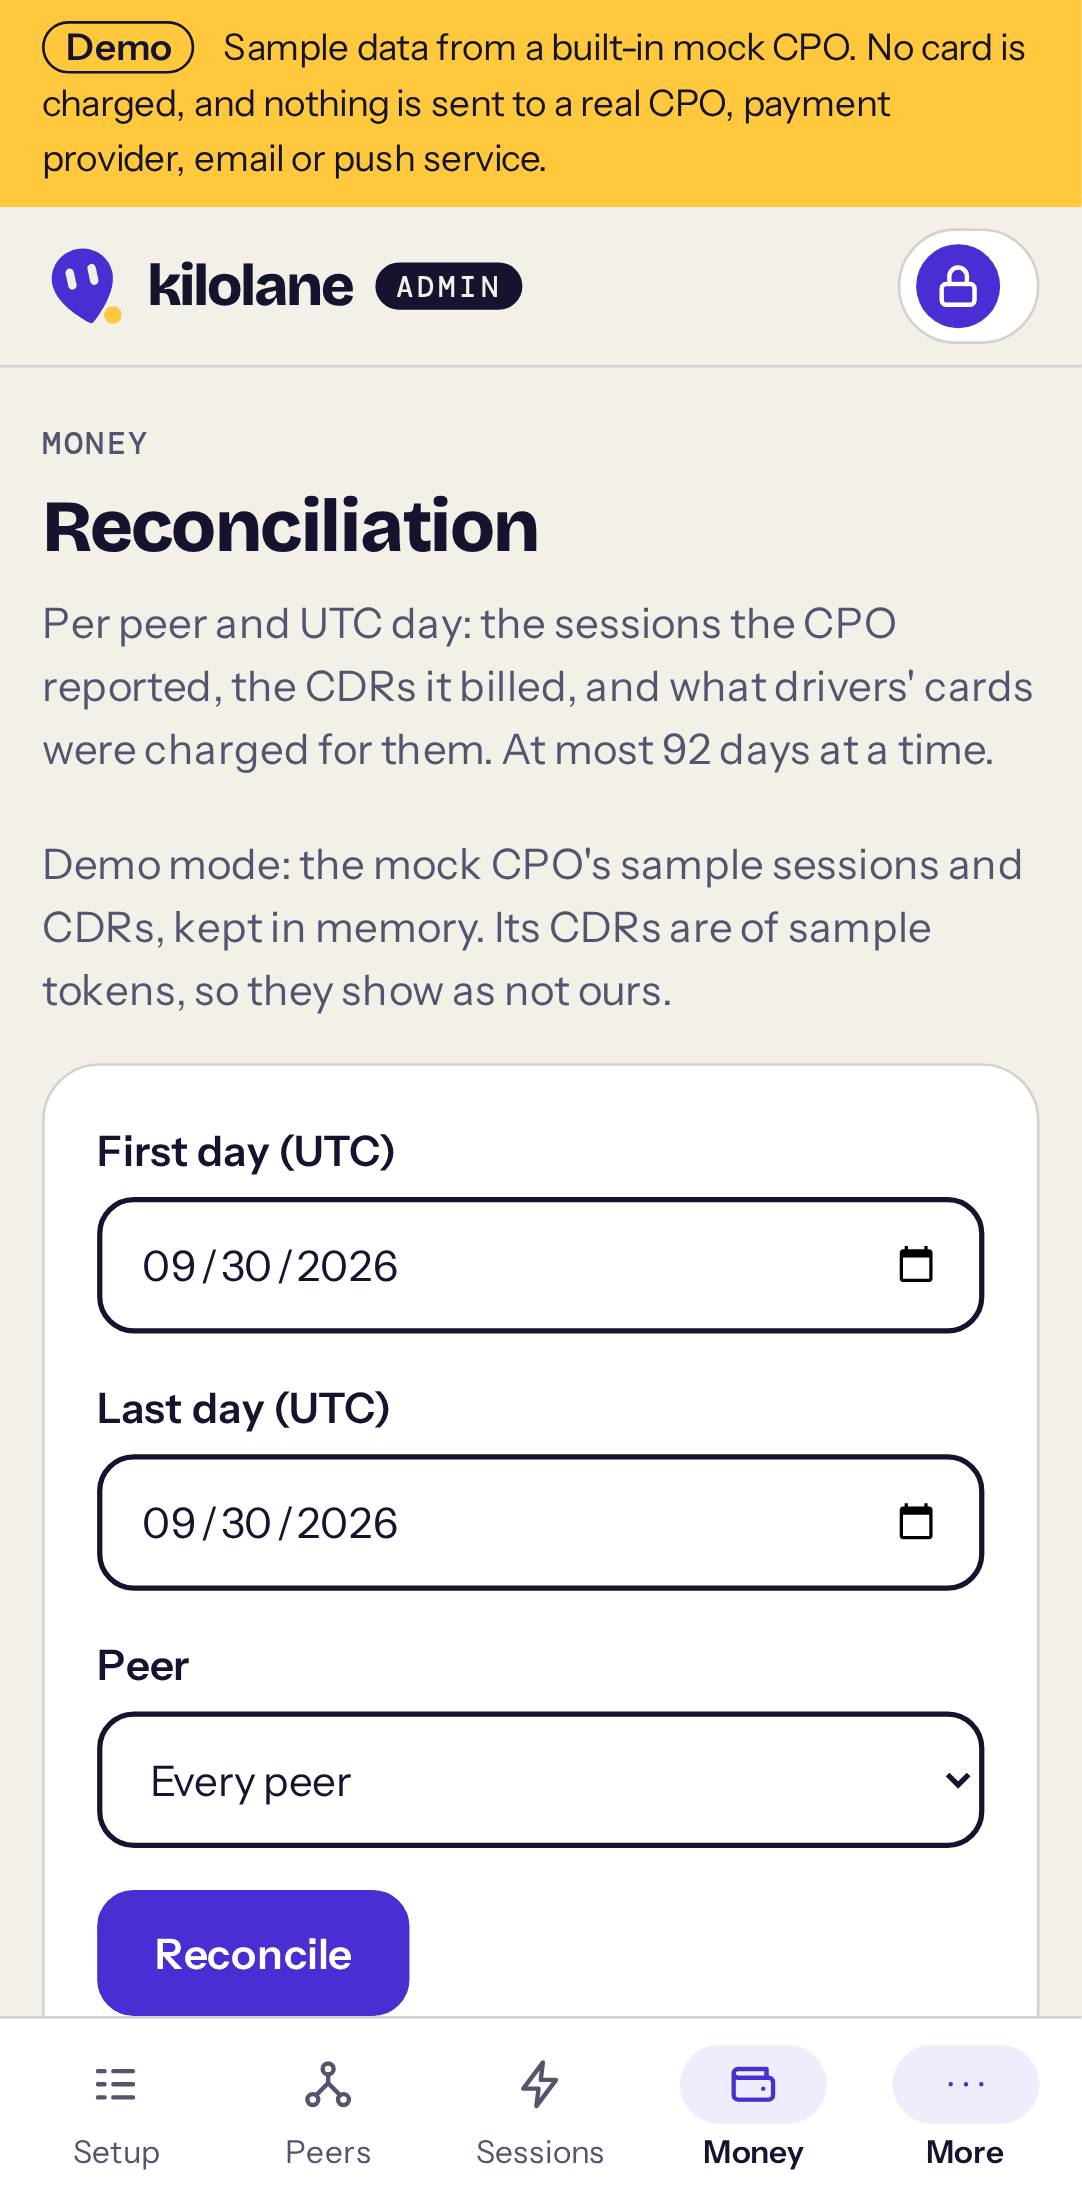 Demo Sample data from a built-in mock CPO. No card is
charged, and nothing is sent to a real CPO, payment
provider, email or push service.
kilolane ADMIN
MONEY
Reconciliation
Per peer and UTC day: the sessions the CPO
reported, the CDRs it billed, and what drivers' cards
were charged for them. At most 92 days at a time.
Demo mode: the mock CPO's sample sessions and
CDRs, kept in memory. Its CDRs are of sample
tokens, so they show as not ours.
First day (UTC)
09/30/2026
Last day (UTC)
09/30/2026
Peer
Every peer
Reconcile
Setup Peers Sessions Money More